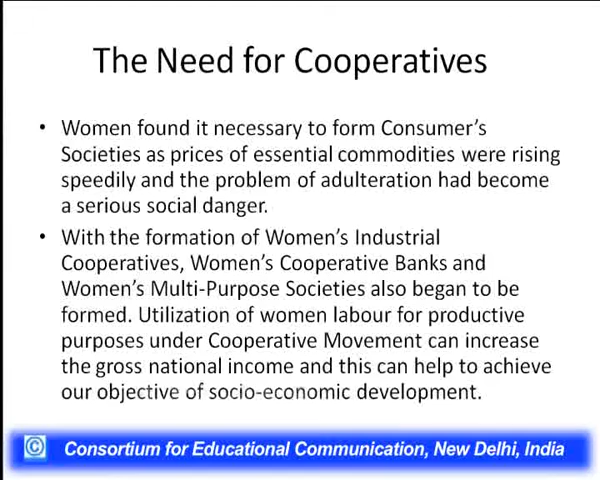 The Need for Cooperatives
• Women found it necessary to form Consumer's
Societies as prices of essential commodities were rising
speedily and the problem of adulteration had become
a serious social danger.
• With the formation of Women's Industrial
Cooperatives, Women's Cooperative Banks and
Women's Multi-Purpose Societies also began to be
formed. Utilization of women labour for productive
purposes under Cooperative Movement can increase
the gross national income and this can help to achieve
our objective of socio-economic development.
© Consortium for Educational Communication, New Delhi, India